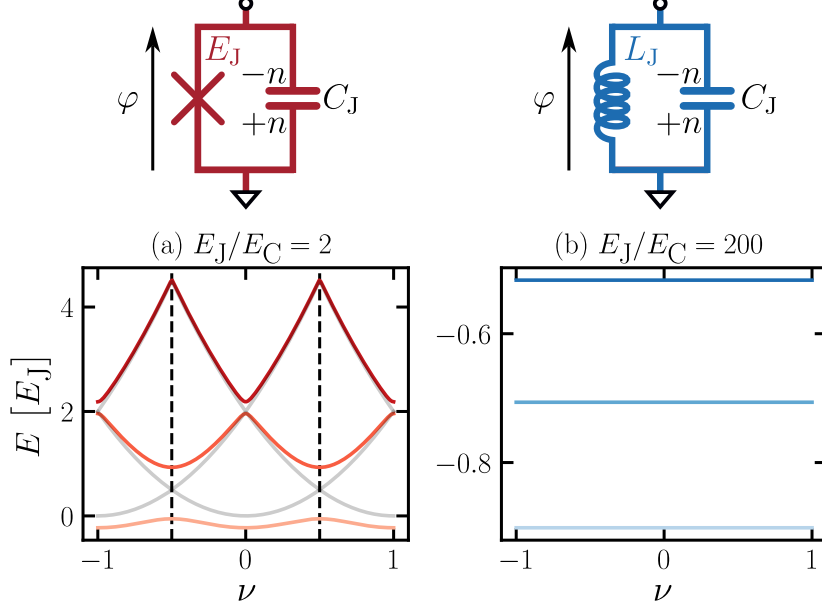 E_J L_J
φ −n C_J φ −n C_J
+n +n
(a) E_J/E_C = 2 (b) E_J/E_C = 200
E [E_J]
4
2
0
−0.6
−0.8
−1 0 1 −1 0 1
ν ν